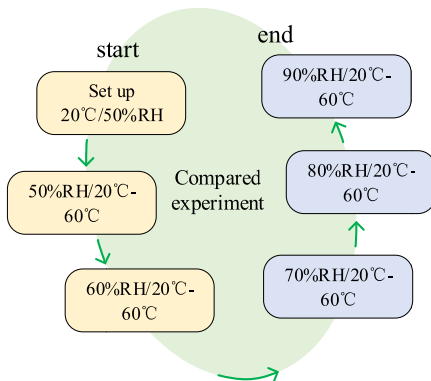 start
Set up
20℃/50%RH
50%RH/20℃-
60℃
60%RH/20℃-
60℃
Compared
experiment
end
90%RH/20℃-
60℃
80%RH/20℃-
60℃
70%RH/20℃-
60℃